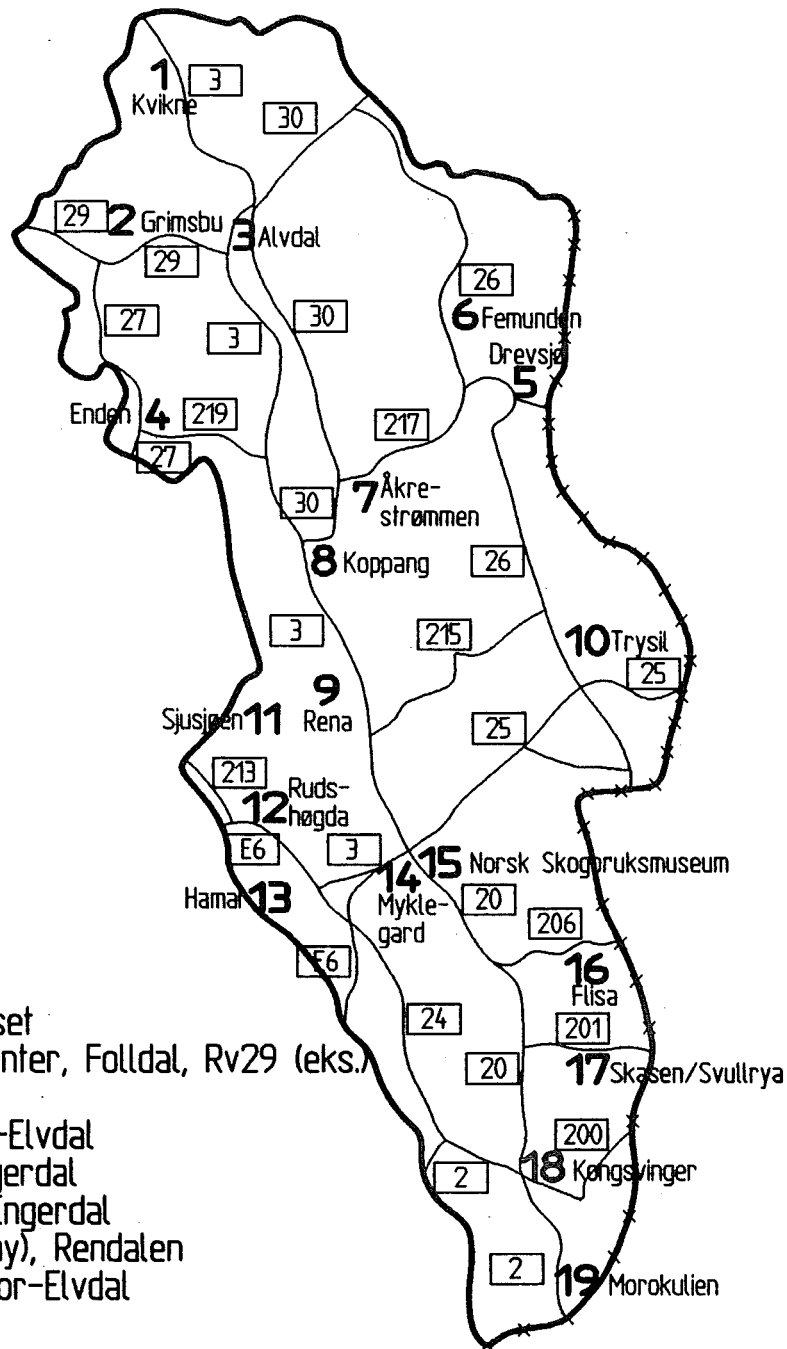 1
3
Kvikne
30
29
2 Grimsbu
3 Alvdal
29
26
27
30
6 Femunden
3
Drevsjø
5
Enden 4
219
217
27
7 Åkre-
strømmen
30
8 Koppang
26
3
215
10 Trysil
25
9
Sjusjøen 11
Rena
25
213
12 Ruds-
høgda
E6
3
15 Norsk Skogbruksmuseum
14
Hamar 13
Mykle-
gard
20
206
E6
16
Flisa
set
24
201
nter, Folldal, Rv29 (eks.)
20
17 Skasen/Svullrya
-Elvdal
200
gerdal
2
18 Kongsvinger
Engerdal
ny), Rendalen
2
or-Elvdal
19 Morokulien